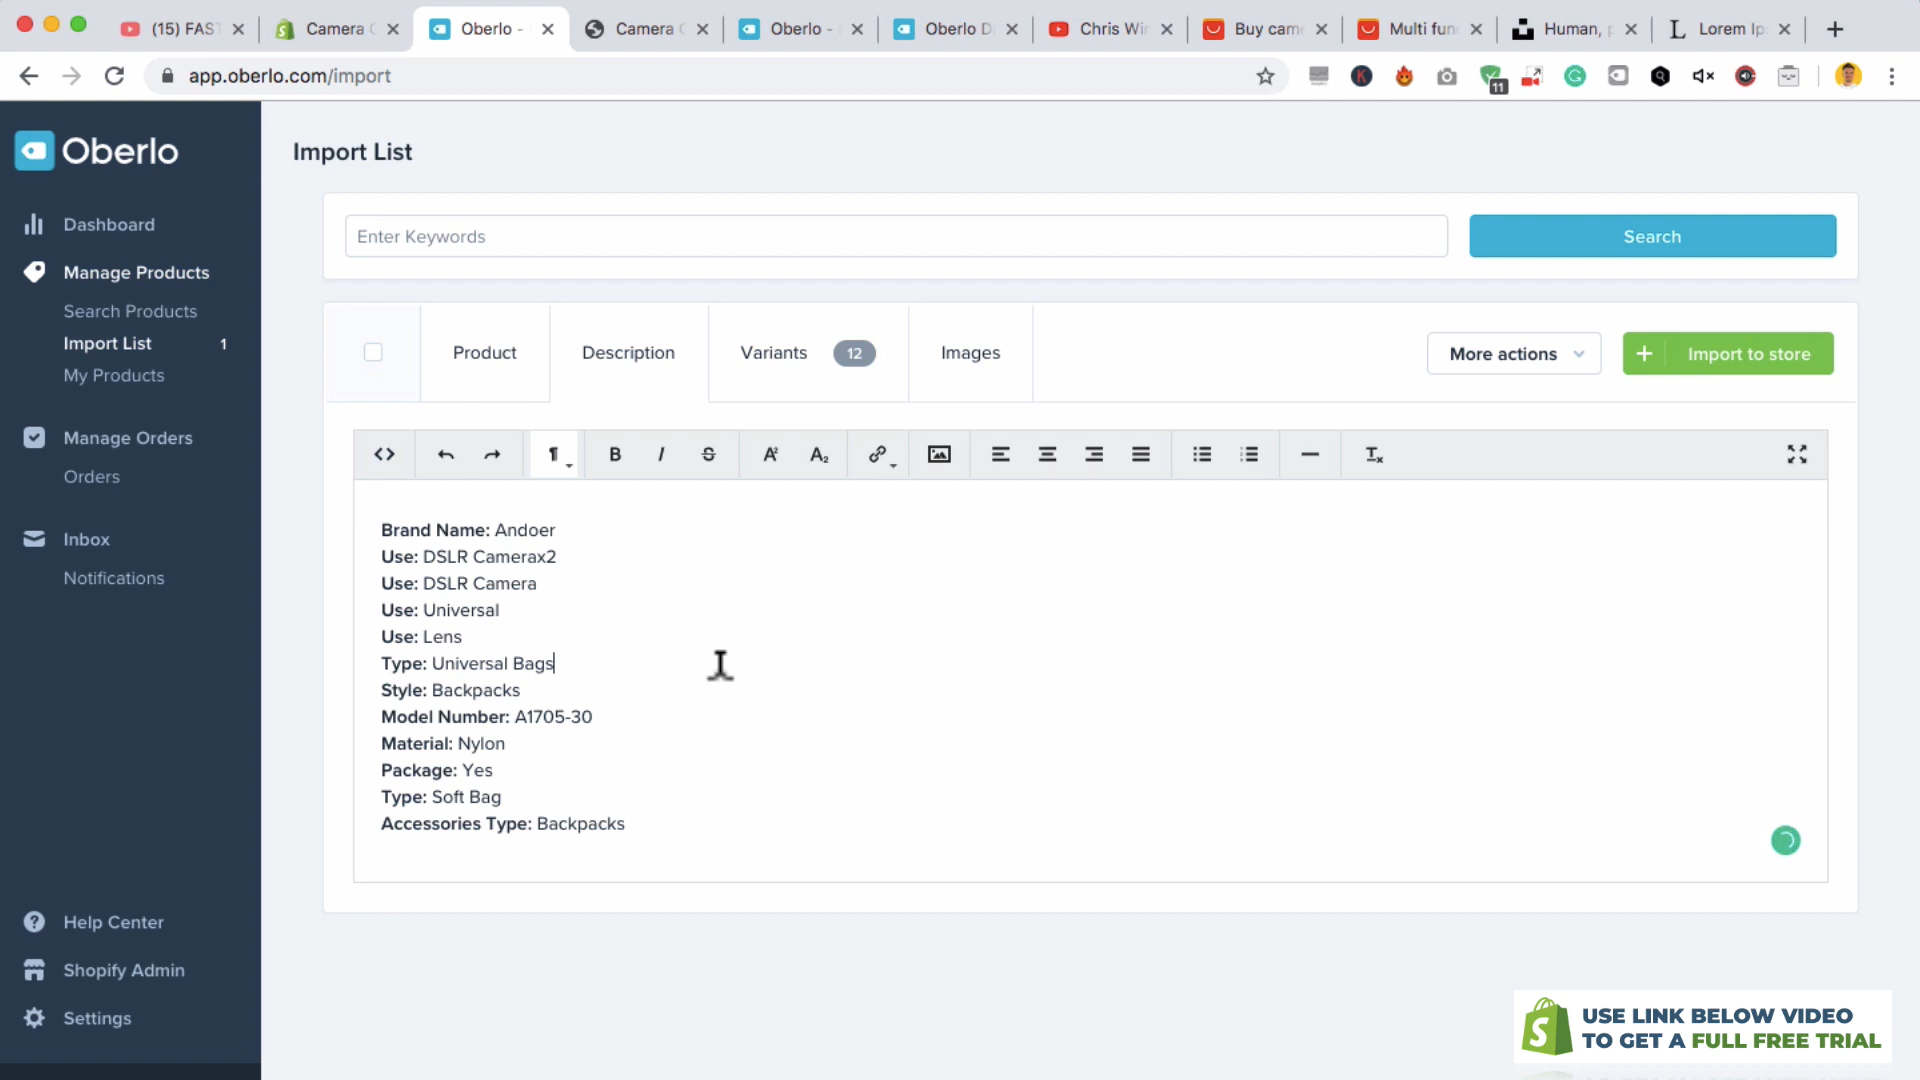 (15) FAS
Camera
Oberlo -
Camera
Oberlo -
Oberlo D
Chris Wi
Buy cam
Multi fun
Human, p
Lorem Ip
app.oberlo.com/import
11
Oberlo
Dashboard
Manage Products
Search Products
Import List 1
My Products
Manage Orders
Orders
Inbox
Notifications
Help Center
Shopify Admin
Settings
Import List
Enter Keywords
Search
Product
Description
Variants 12
Images
More actions
+ Import to store
Brand Name: Andoer
Use: DSLR Camerax2
Use: DSLR Camera
Use: Universal
Use: Lens
Type: Universal Bags
Style: Backpacks
Model Number: A1705-30
Material: Nylon
Package: Yes
Type: Soft Bag
Accessories Type: Backpacks
USE LINK BELOW VIDEO
TO GET A FULL FREE TRIAL